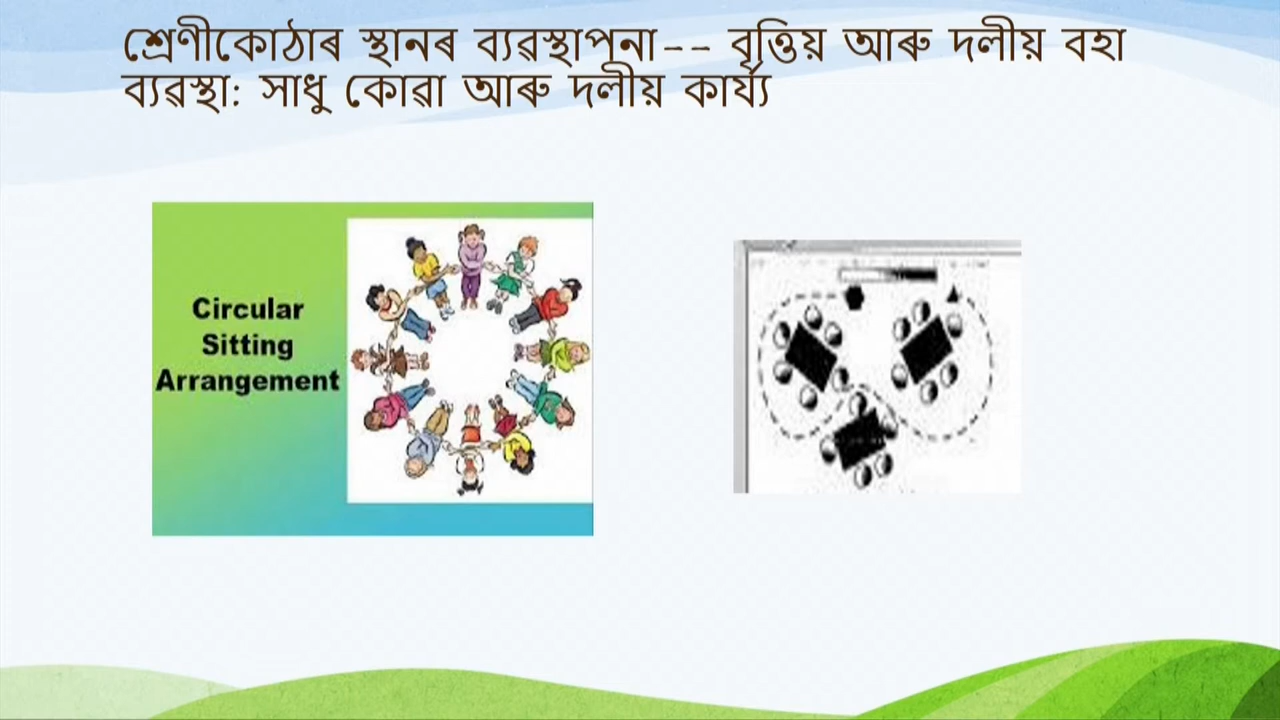 শ্ৰেণীকোঠাৰ স্থানৰ ব্যৱস্থাপনা-- বৃত্তিয় আৰু দলীয় বহা
ব্যৱস্থা: সাধু কোৱা আৰু দলীয় কাৰ্য্য
Circular
Sitting
Arrangement